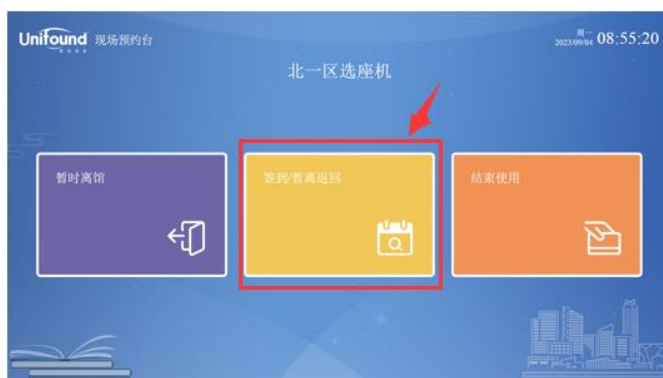 Unifound 现场预约台
周一
2023/09/04 08:55:20
北一区选座机
暂时离馆
签到/暂离返回
结束使用